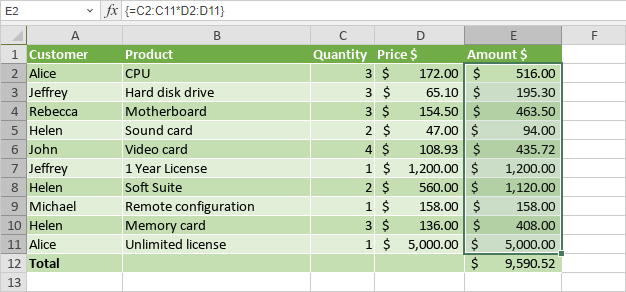 E2 fx {=C2:C11*D2:D11}
A B C D E F
1 Customer Product Quantity Price $ Amount $
2 Alice CPU 3 $ 172.00 $ 516.00
3 Jeffrey Hard disk drive 3 $ 65.10 $ 195.30
4 Rebecca Motherboard 3 $ 154.50 $ 463.50
5 Helen Sound card 2 $ 47.00 $ 94.00
6 John Video card 4 $ 108.93 $ 435.72
7 Jeffrey 1 Year License 1 $ 1,200.00 $ 1,200.00
8 Helen Soft Suite 2 $ 560.00 $ 1,120.00
9 Michael Remote configuration 1 $ 158.00 $ 158.00
10 Helen Memory card 3 $ 136.00 $ 408.00
11 Alice Unlimited license 1 $ 5,000.00 $ 5,000.00
12 Total $ 9,590.52
13